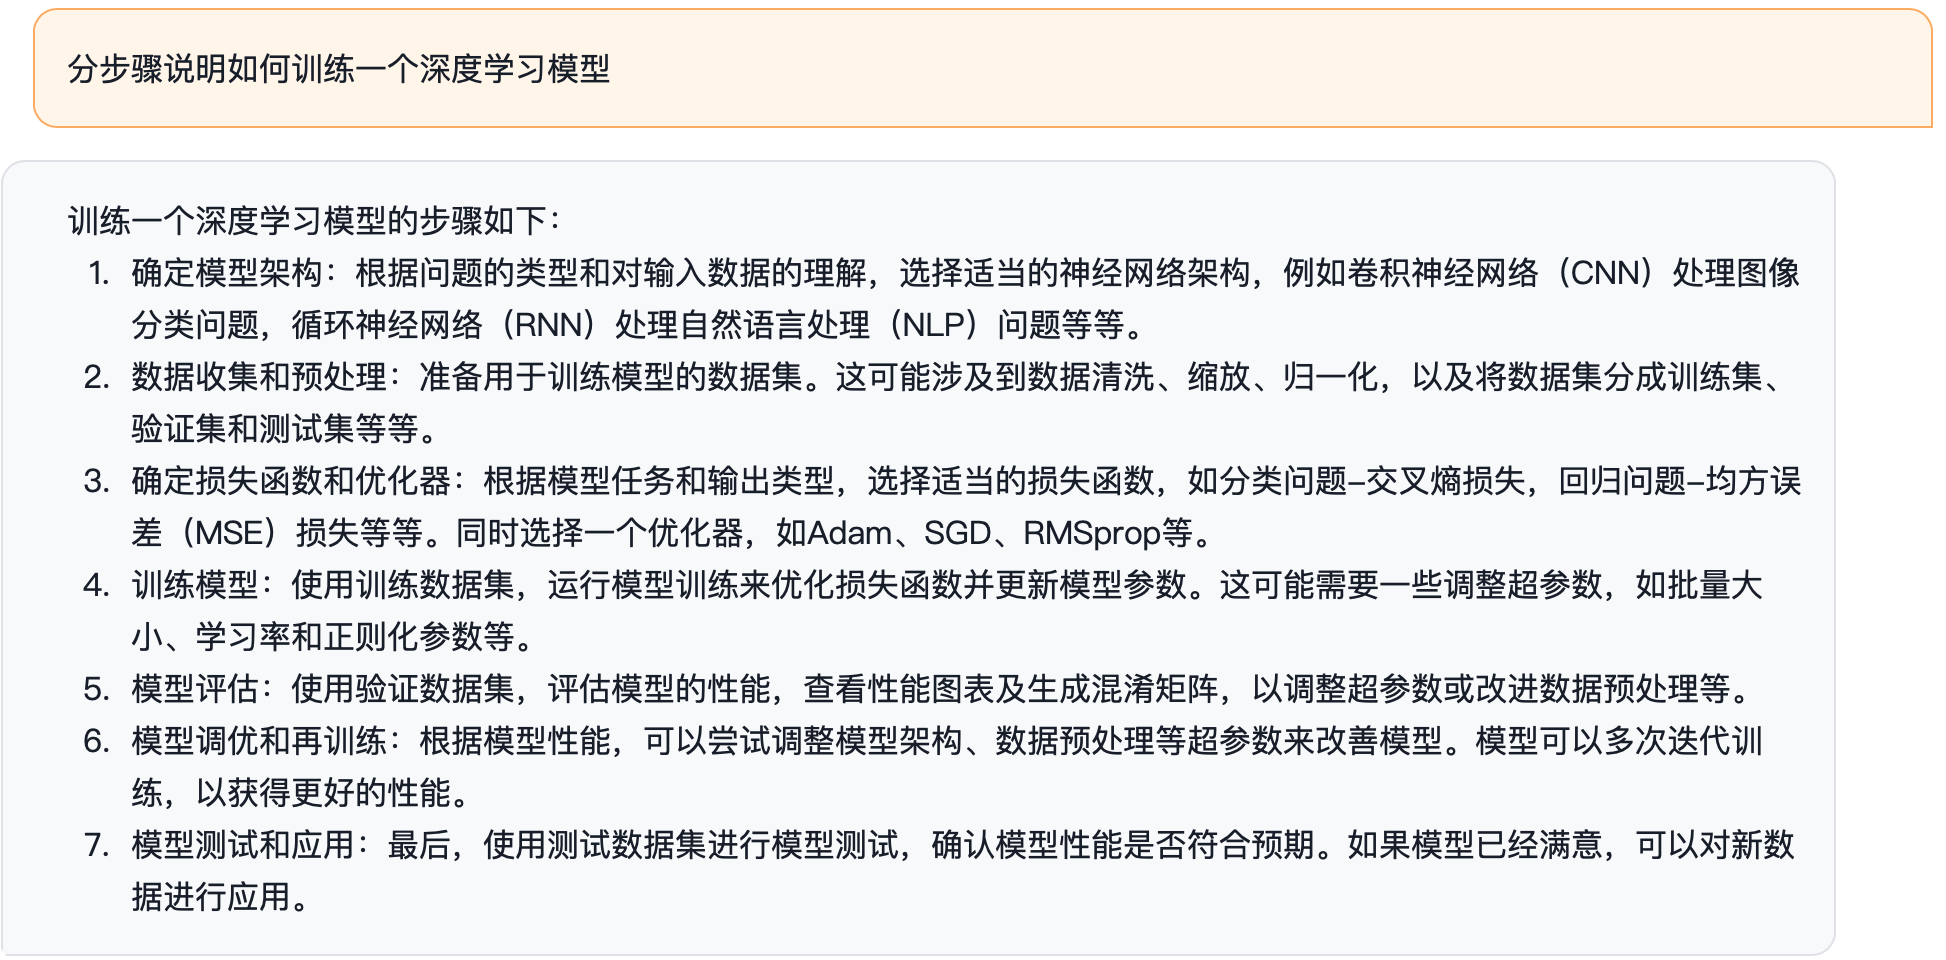 分步骤说明如何训练一个深度学习模型
训练一个深度学习模型的步骤如下：
1. 确定模型架构：根据问题的类型和对输入数据的理解，选择适当的神经网络架构，例如卷积神经网络（CNN）处理图像
分类问题，循环神经网络（RNN）处理自然语言处理（NLP）问题等等。
2. 数据收集和预处理：准备用于训练模型的数据集。这可能涉及到数据清洗、缩放、归一化，以及将数据集分成训练集、
验证集和测试集等等。
3. 确定损失函数和优化器：根据模型任务和输出类型，选择适当的损失函数，如分类问题–交叉熵损失，回归问题–均方误
差（MSE）损失等等。同时选择一个优化器，如Adam、SGD、RMSprop等。
4. 训练模型：使用训练数据集，运行模型训练来优化损失函数并更新模型参数。这可能需要一些调整超参数，如批量大
小、学习率和正则化参数等。
5. 模型评估：使用验证数据集，评估模型的性能，查看性能图表及生成混淆矩阵，以调整超参数或改进数据预处理等。
6. 模型调优和再训练：根据模型性能，可以尝试调整模型架构、数据预处理等超参数来改善模型。模型可以多次迭代训
练，以获得更好的性能。
7. 模型测试和应用：最后，使用测试数据集进行模型测试，确认模型性能是否符合预期。如果模型已经满意，可以对新数
据进行应用。